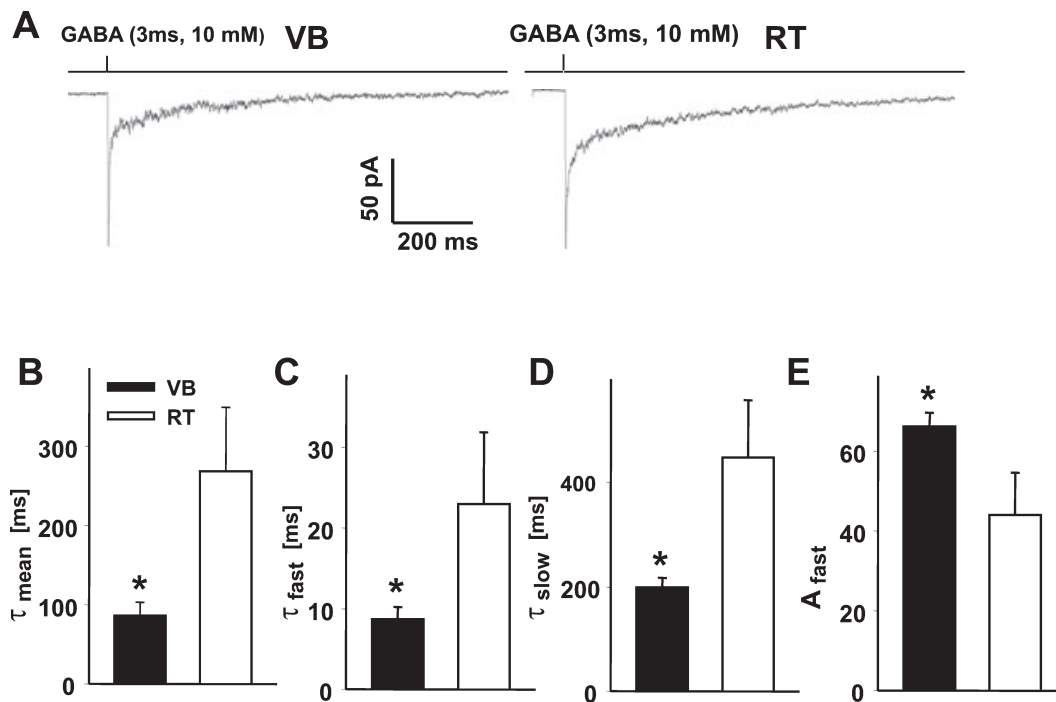 A
GABA (3ms, 10 mM) VB
GABA (3ms, 10 mM) RT
50 pA
200 ms
B
VB
RT
τ mean [ms]
300
200
100
0
*
C
τ fast [ms]
30
20
10
0
*
D
τ slow [ms]
400
200
0
*
E
A fast
60
40
20
0
*